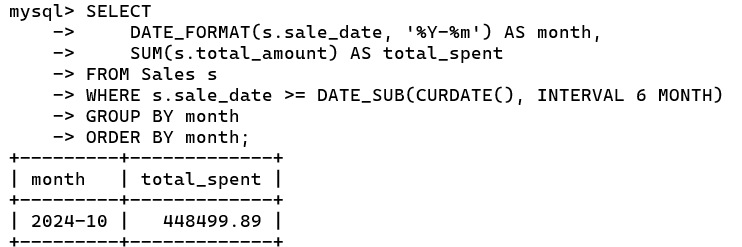 mysql> SELECT
    ->     DATE_FORMAT(s.sale_date, '%Y-%m') AS month,
    ->     SUM(s.total_amount) AS total_spent
    -> FROM Sales s
    -> WHERE s.sale_date >= DATE_SUB(CURDATE(), INTERVAL 6 MONTH)
    -> GROUP BY month
    -> ORDER BY month;
+---------+-------------+
| month   | total_spent |
+---------+-------------+
| 2024-10 |   448499.89 |
+---------+-------------+